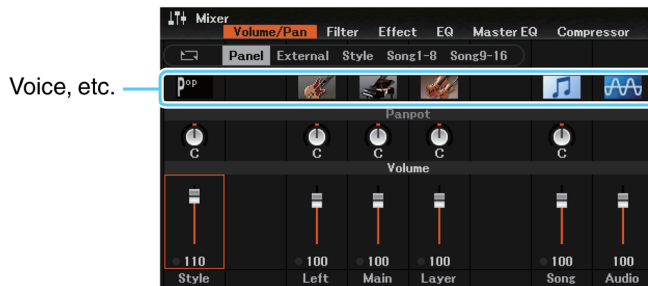 Mixer
Volume/Pan Filter Effect EQ Master EQ Compressor
Panel External Style Song1-8 Song9-16
Voice, etc.
Pop
Panpot
C C C C C
Volume
110 100 100 100 100 100
Style Left Main Layer Song Audio